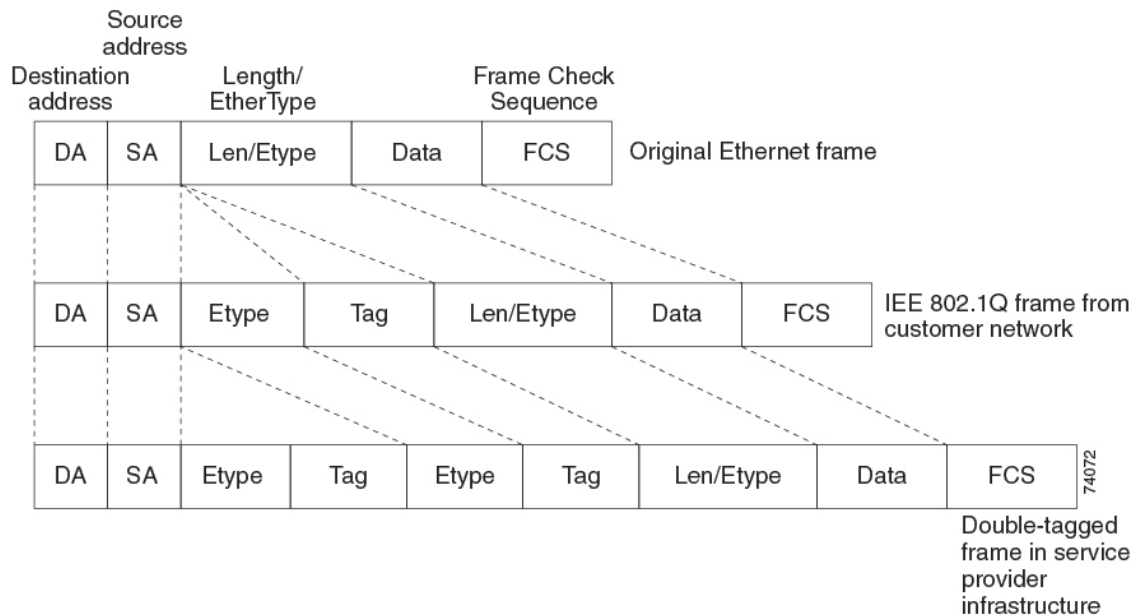 Source
address
Destination
address
Length/
EtherType
Frame Check
Sequence
DA SA Len/Etype Data FCS Original Ethernet frame
DA SA Etype Tag Len/Etype Data FCS
IEE 802.1Q frame from
customer network
DA SA Etype Tag Etype Tag Len/Etype Data FCS
74072
Double-tagged
frame in service
provider
infrastructure